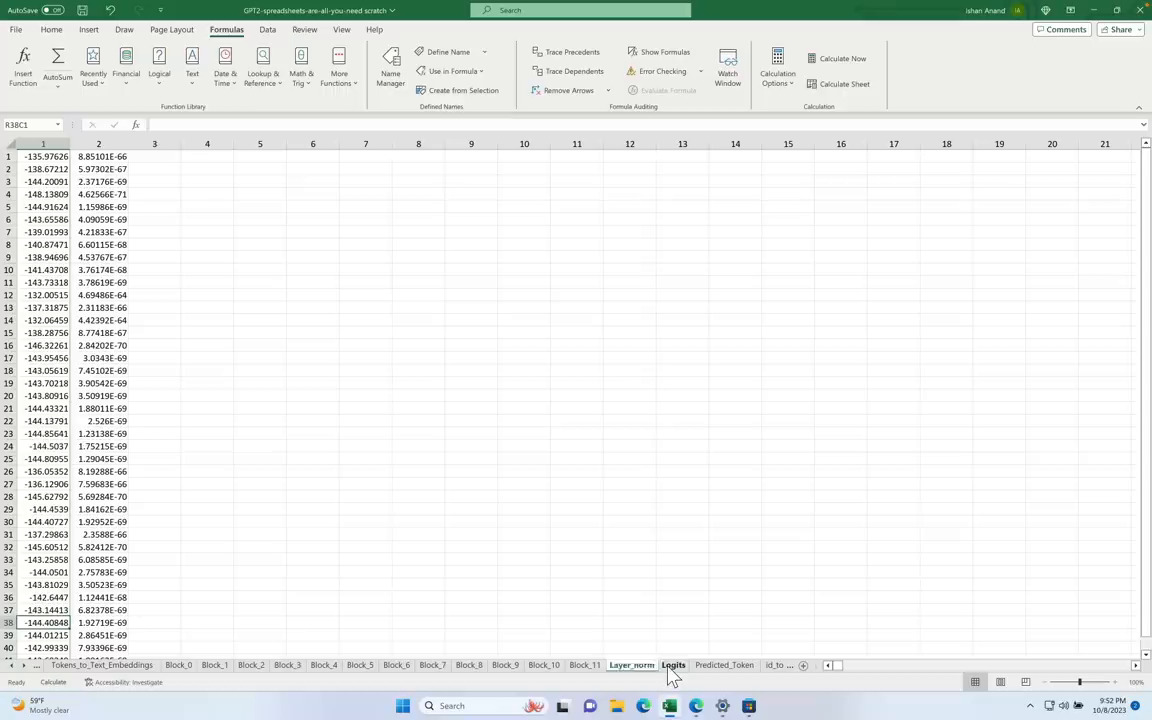 AutoSave Off GPT2-spreadsheets-are-all-you-need scratch Search Ishan Anand IA
File Home Insert Draw Page Layout Formulas Data Review View Help Comments Share
Insert Function
AutoSum
Recently Used
Financial
Logical
Text
Date & Time
Lookup & Reference
Math & Trig
More Functions
Function Library
Name Manager
Define Name
Use in Formula
Create from Selection
Defined Names
Trace Precedents
Trace Dependents
Remove Arrows
Show Formulas
Error Checking
Evaluate Formula
Formula Auditing
Watch Window
Calculation Options
Calculate Now
Calculate Sheet
Calculation
R38C1 fx
1 2 3 4 5 6 7 8 9 10 11 12 13 14 15 16 17 18 19 20 21
1 -135.97626 8.85101E-66
2 -138.67212 5.97302E-67
3 -144.20091 2.37176E-69
4 -148.13809 4.62566E-71
5 -144.91624 1.15986E-69
6 -143.65586 4.09059E-69
7 -139.01993 4.21833E-67
8 -140.87471 6.60115E-68
9 -138.94696 4.53767E-67
10 -141.43708 3.76174E-68
11 -143.73318 3.78619E-69
12 -132.00515 4.69486E-64
13 -137.31875 2.31183E-66
14 -132.06459 4.42392E-64
15 -138.28756 8.77418E-67
16 -146.32261 2.84202E-70
17 -143.95456 3.0343E-69
18 -143.05619 7.45102E-69
19 -143.70218 3.90542E-69
20 -143.80916 3.50919E-69
21 -144.43321 1.88011E-69
22 -144.13791 2.526E-69
23 -144.85641 1.23138E-69
24 -144.5037 1.75215E-69
25 -144.80955 1.29045E-69
26 -136.05352 8.19288E-66
27 -136.12906 7.59683E-66
28 -145.62792 5.69284E-70
29 -144.4539 1.84162E-69
30 -144.40727 1.92952E-69
31 -137.29863 2.3588E-66
32 -145.60512 5.82412E-70
33 -143.25858 6.08585E-69
34 -144.0501 2.75783E-69
35 -143.81029 3.50523E-69
36 -142.6447 1.12441E-68
37 -143.14413 6.82378E-69
38 -144.40848 1.92719E-69
39 -144.01215 2.86451E-69
40 -142.99339 7.93396E-69
... Tokens_to_Text_Embeddings Block_0 Block_1 Block_2 Block_3 Block_4 Block_5 Block_6 Block_7 Block_8 Block_9 Block_10 Block_11 Layer_norm Logits Predicted_Token id_to ...
Ready Calculate Accessibility: Investigate 100%
59°F
Mostly clear
Search
9:52 PM
10/8/2023